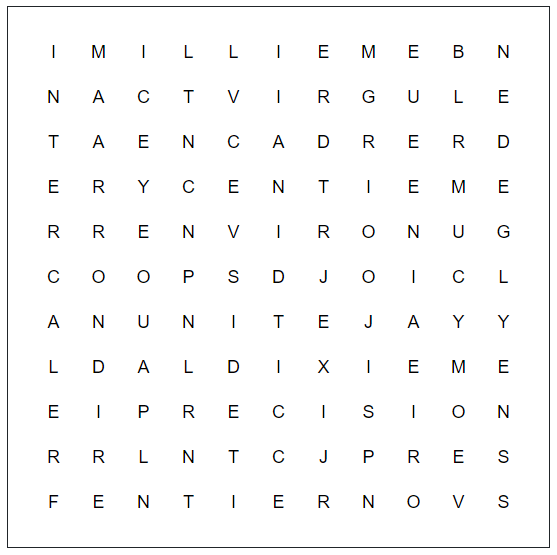 I M I L L I E M E B N
N A C T V I R G U L E
T A E N C A D R E R D
E R Y C E N T I E M E
R R E N V I R O N U G
C O O P S D J O I C L
A N U N I T E J A Y Y
L D A L D I X I E M E
E I P R E C I S I O N
R R L N T C J P R E S
F E N T I E R N O V S